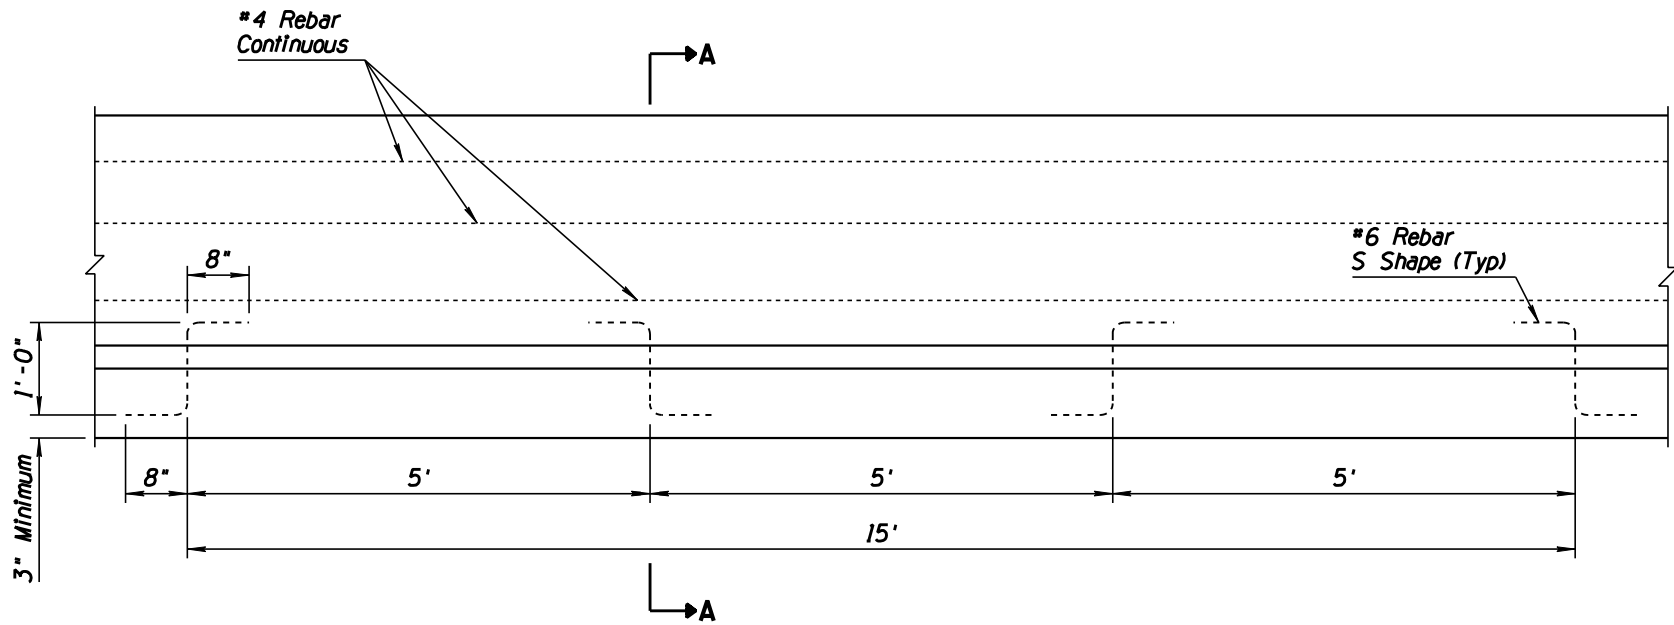 #4 Rebar
Continuous
A
#6 Rebar
S Shape (Typ)
8"
1'-0"
3" Minimum
8"
5'
5'
5'
15'
A